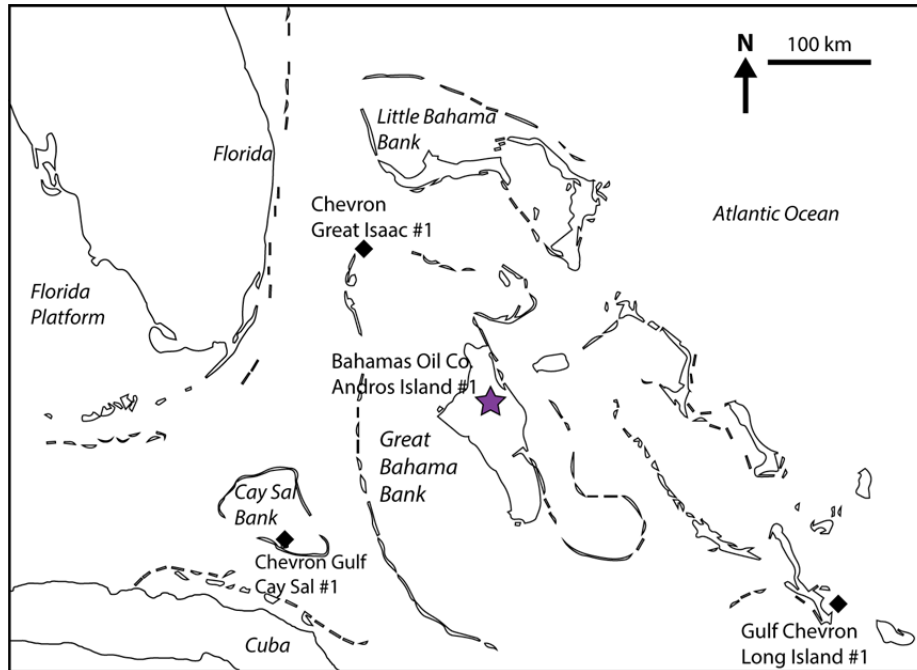 N
100 km
Little Bahama
Bank
Florida
Chevron
Great Isaac #1
Atlantic Ocean
Florida
Platform
Bahamas Oil Co
Andros Island #1
Great
Bahama
Bank
Cay Sal
Bank
Chevron Gulf
Cay Sal #1
Cuba
Gulf Chevron
Long Island #1